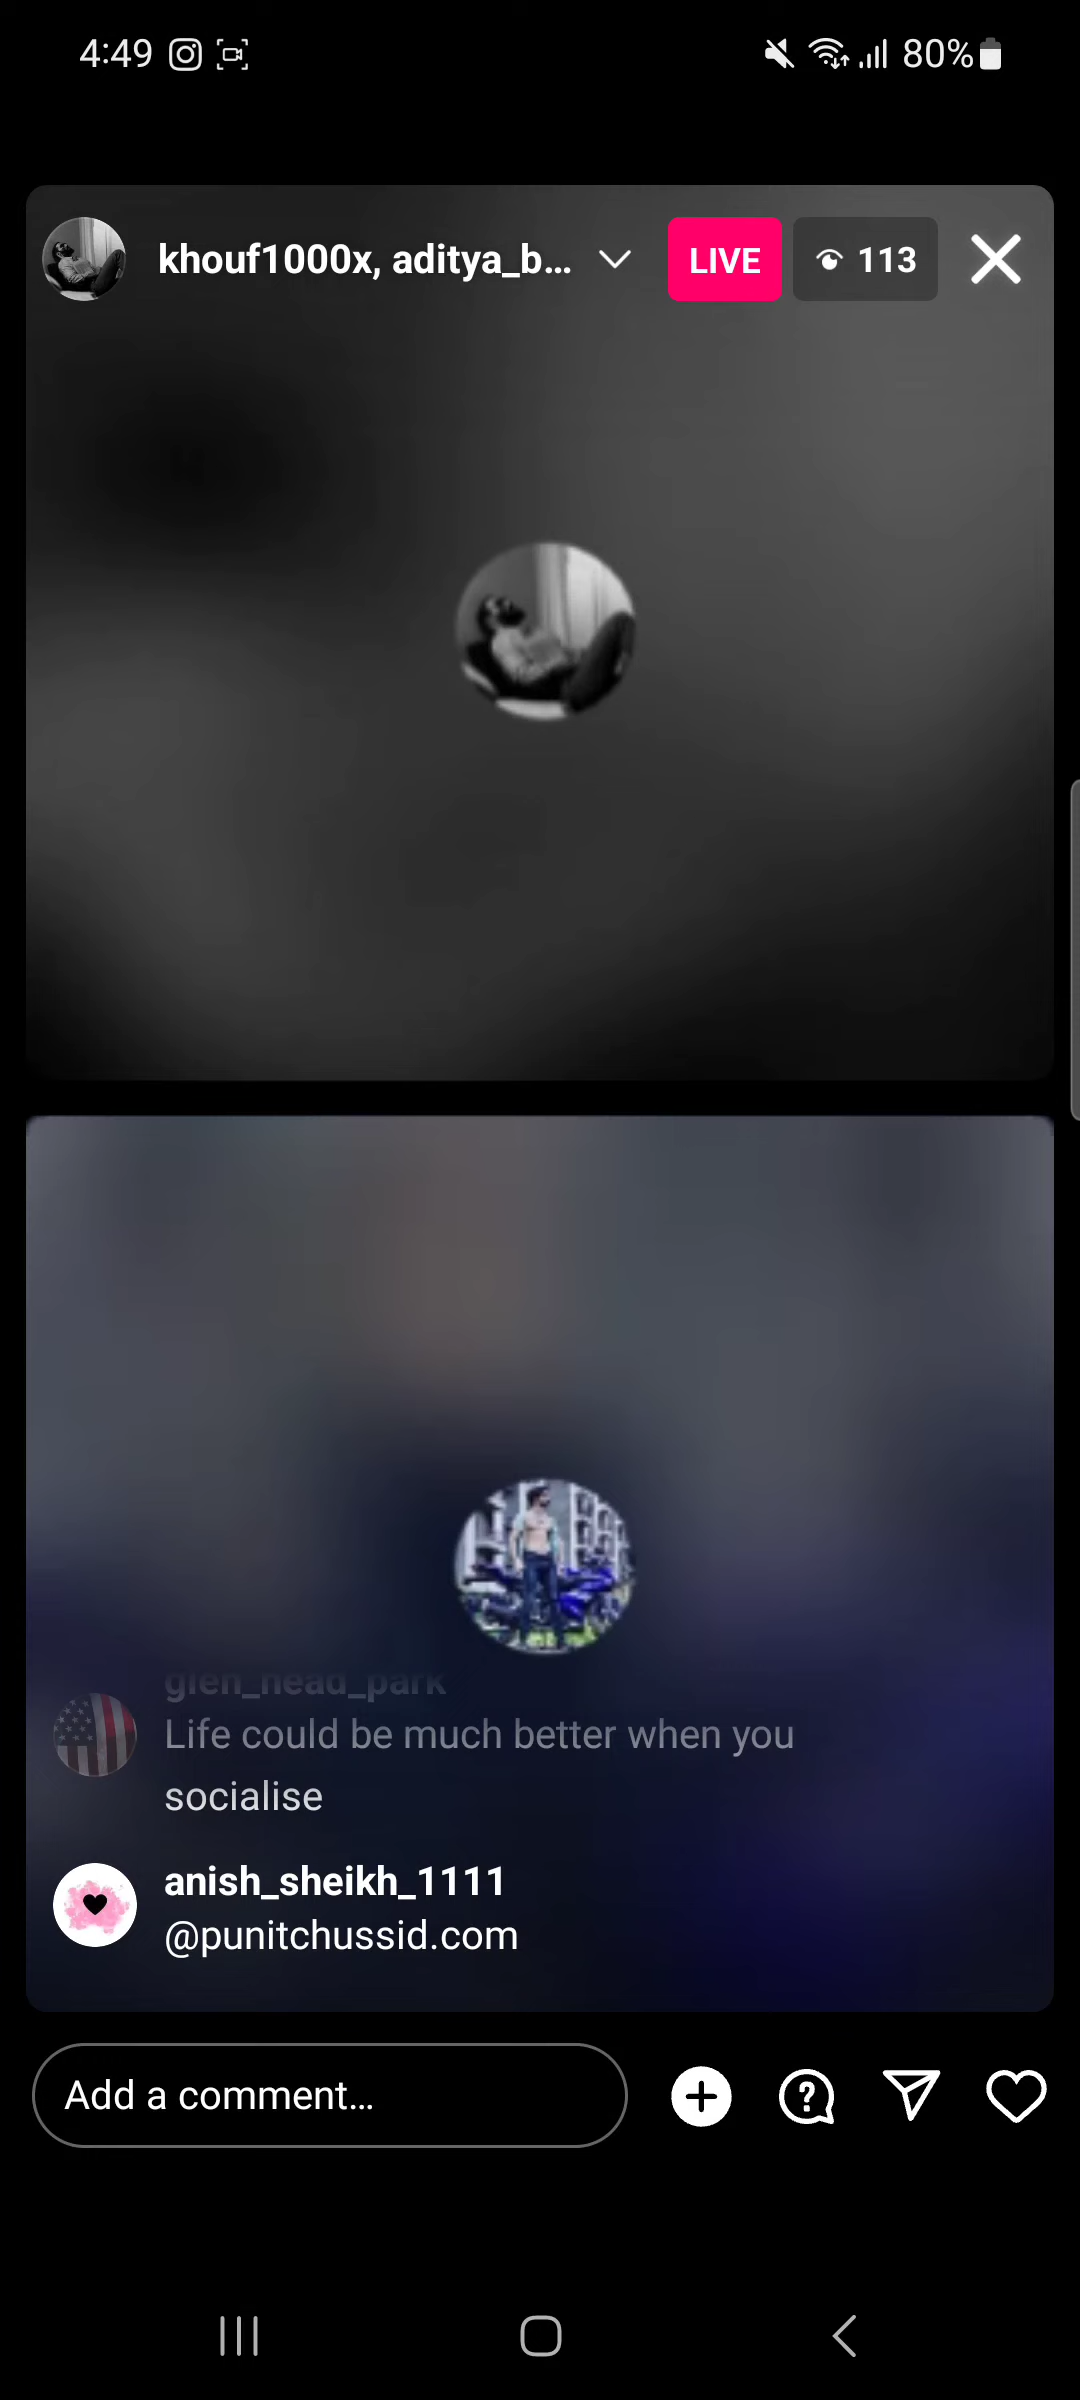 4:49
80%
khouf1000x, aditya_b...
LIVE
113
glen_head_park
Life could be much better when you
socialise
anish_sheikh_1111
@punitchussid.com
Add a comment...